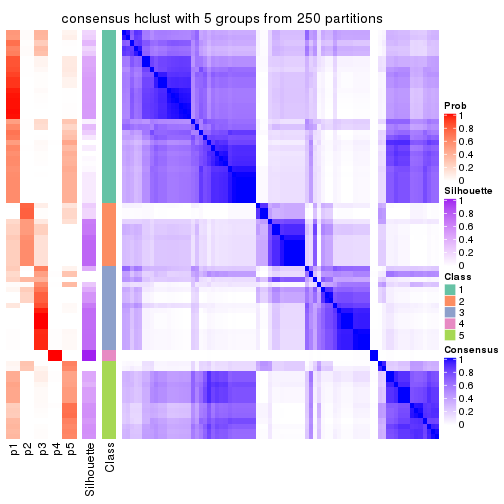 consensus hclust with 5 groups from 250 partitions
Prob
1
0.8
0.6
0.4
0.2
0
Silhouette
1
0.8
0.6
0.4
0.2
0
Class
1
2
3
4
5
Consensus
1
0.8
0.6
0.4
0.2
0
p1
p2
p3
p4
p5
Silhouette
Class